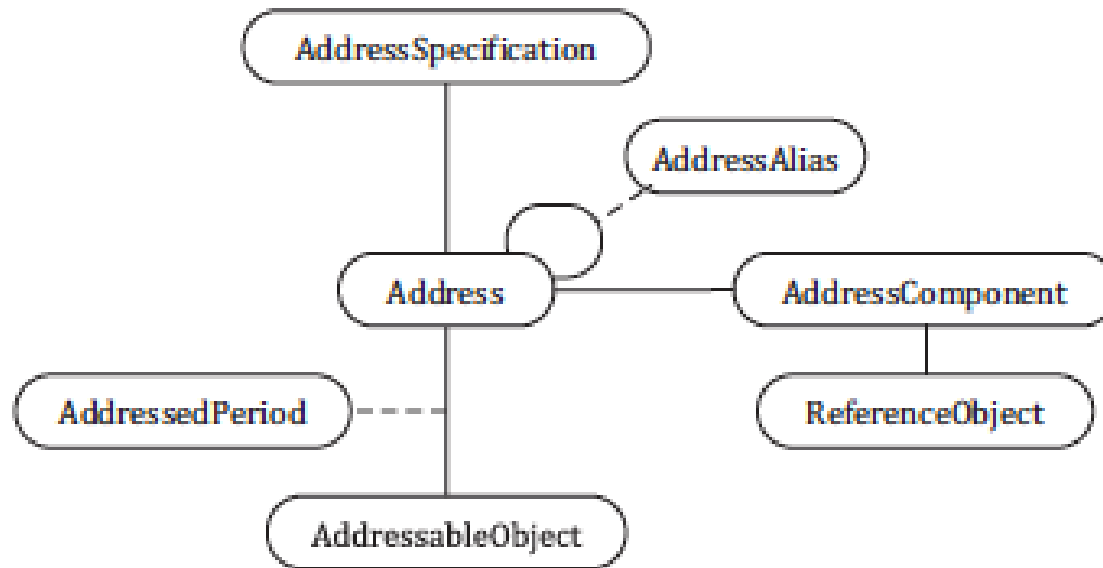 AddressSpecification
AddressAlias
Address
AddressComponent
AddressedPeriod
ReferenceObject
AddressableObject